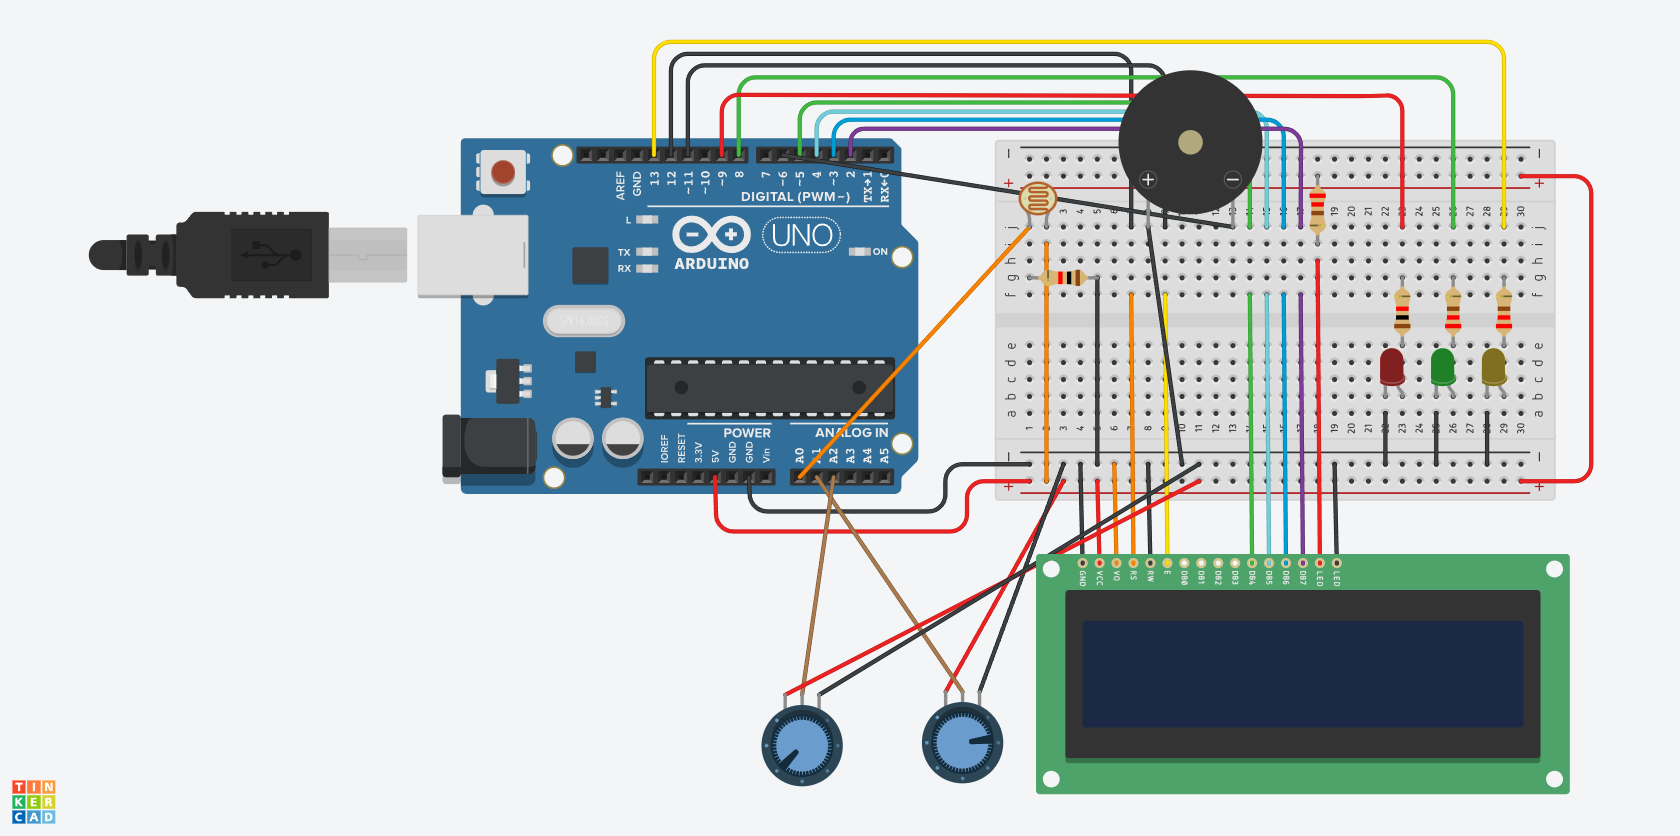 AREF
GND
13
12
~11
~10
~9
8
7
~6
~5
4
~3
2
TX→1
RX←0
DIGITAL (PWM~)
L
TX
RX
ON
UNO
ARDUINO
POWER
ANALOG IN
IOREF
RESET
3.3V
5V
GND
GND
Vin
A0
A1
A2
A3
A4
A5
j
i
h
g
f
e
d
c
b
a
GND
VCC
VO
RS
RW
E
DB0
DB1
DB2
DB3
DB4
DB5
DB6
DB7
LED
LED
TIN
KER
CAD